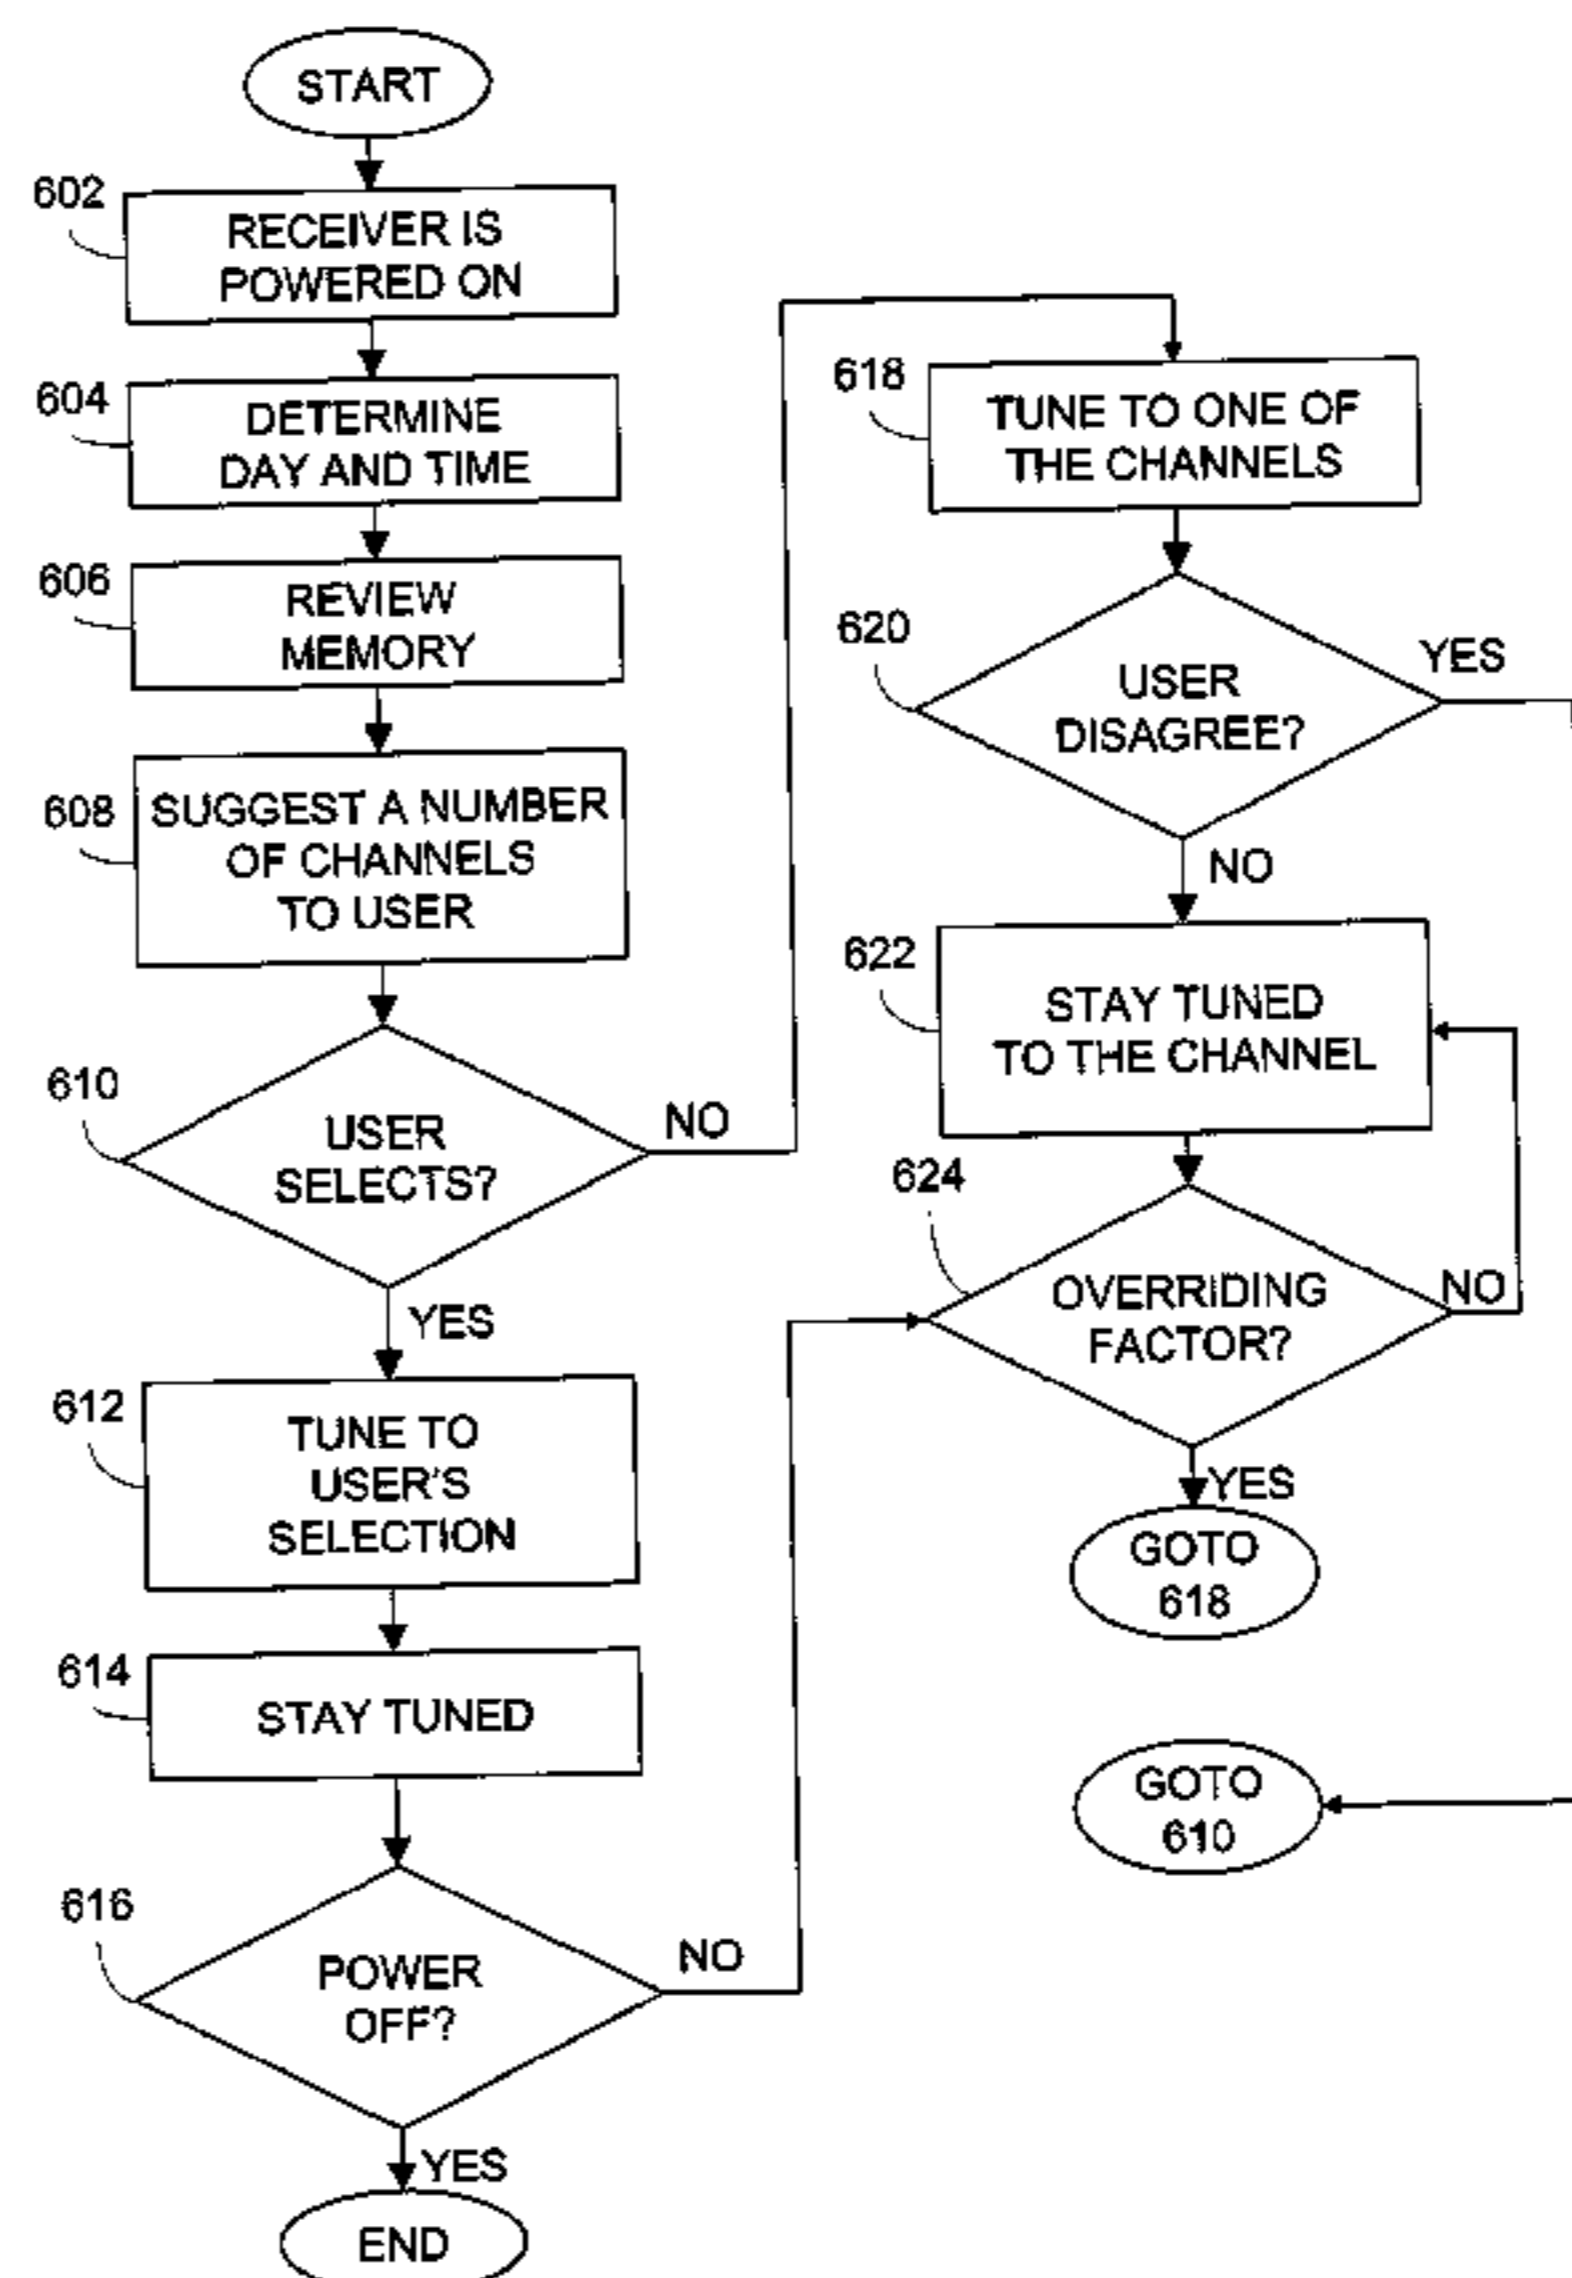 START
602
RECEIVER IS
POWERED ON
604
DETERMINE
DAY AND TIME
606
REVIEW
MEMORY
608
SUGGEST A NUMBER
OF CHANNELS
TO USER
610
USER
SELECTS?
NO
YES
612
TUNE TO
USER'S
SELECTION
614
STAY TUNED
616
POWER
OFF?
NO
YES
END
618
TUNE TO ONE OF
THE CHANNELS
620
USER
DISAGREE?
YES
NO
622
STAY TUNED
TO THE CHANNEL
624
OVERRIDING
FACTOR?
NO
YES
GOTO
618
GOTO
610